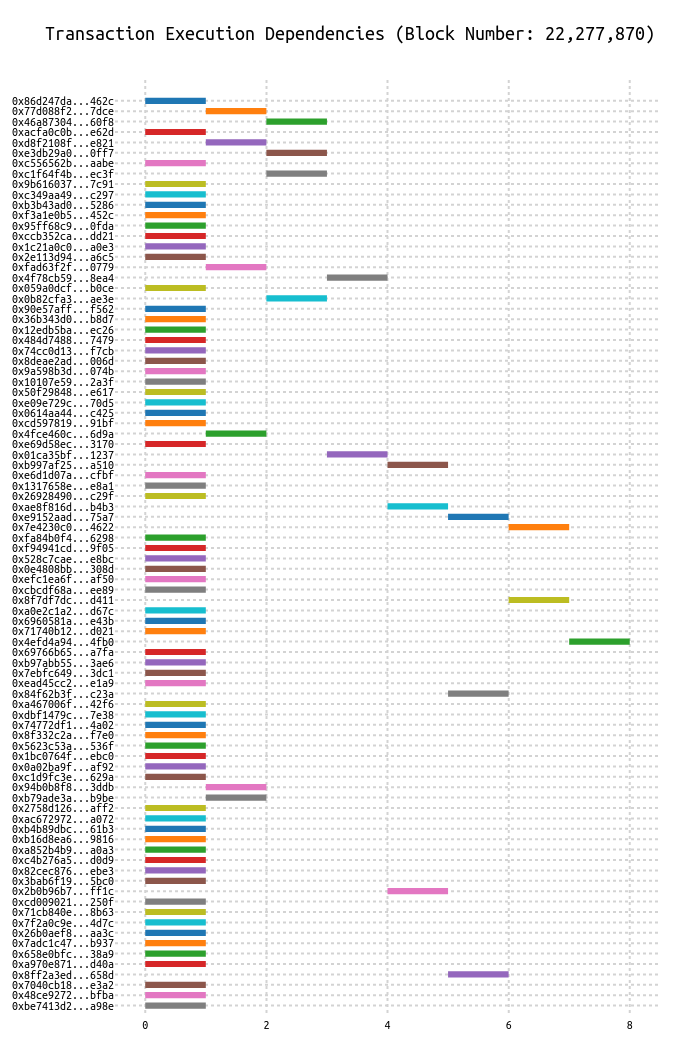 Transaction Execution Dependencies (Block Number: 22,277,870)
0x86d247da...462c
0x77d088f2...7dce
0x46a87304...60f8
0xacfa0c0b...e62d
0xd8f2108f...e821
0xe3db29a0...0ff7
0xc556562b...aabe
0xc1f64f4b...ec3f
0x9b616037...7c91
0xc349aa49...c297
0xb3b43ad0...5286
0xf3a1e0b5...452c
0x95ff68c9...0fda
0xccb352ca...dd21
0x1c21a0c0...a0e3
0x2e113d94...a6c5
0xfad63f2f...0779
0x4f78cb59...8ea4
0x059a0dcf...b0ce
0x0b82cfa3...ae3e
0x90e57aff...f562
0x36b343d0...b8d7
0x12edb5ba...ec26
0x484d7488...7479
0x74cc0d13...f7cb
0x8deae2ad...006d
0x9a598b3d...074b
0x10107e59...2a3f
0x50f29848...e617
0xe09e729c...70d5
0x0614aa44...c425
0xcd597819...91bf
0x4fce460c...6d9a
0xe69d58ec...3170
0x01ca35bf...1237
0xb997af25...a510
0xe6d1d07a...cfbf
0x1317658e...e8a1
0x26928490...c29f
0xae8f816d...b4b3
0xe9152aad...75a7
0x7e4230c0...4622
0xfa84b0f4...6298
0xf94941cd...9f05
0x528c7cae...e8bc
0x0e4808bb...308d
0xefc1ea6f...af50
0xcbcdf68a...ee89
0x8f7df7dc...d411
0xa0e2c1a2...d67c
0x6960581a...e43b
0x71740b12...d021
0x4efd4a94...4fb0
0x69766b65...a7fa
0xb97abb55...3ae6
0x7ebfc649...3dc1
0xead45cc2...e1a9
0x84f62b3f...c23a
0xa467006f...42f6
0xdbf1479c...7e38
0x74772df1...4a02
0x8f332c2a...f7e0
0x5623c53a...536f
0x1bc0764f...ebc0
0x0a02ba9f...af92
0xc1d9fc3e...629a
0x94b0b8f8...3ddb
0xb79ade3a...b9be
0x2758d126...aff2
0xac672972...a072
0xb4b89dbc...61b3
0xb16d8ea6...9816
0xa852b4b9...a0a3
0xc4b276a5...d0d9
0x82cec876...ebe3
0x3bab6f19...5bc0
0x2b0b96b7...ff1c
0xcd009021...250f
0x71cb840e...8b63
0x7f2a0c9e...4d7c
0x26b0aef8...aa3c
0x7adc1c47...b937
0x658e0bfc...38a9
0xa970e871...d40a
0x8ff2a3ed...658d
0x7040cb18...e3a2
0x48ce9272...bfba
0xbe7413d2...a98e
0 2 4 6 8